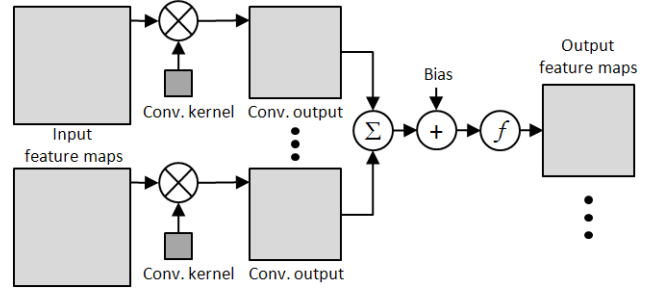 Output
feature maps
Bias
Conv. kernel
Conv. output
Input
feature maps
Σ
+
f
Conv. kernel
Conv. output